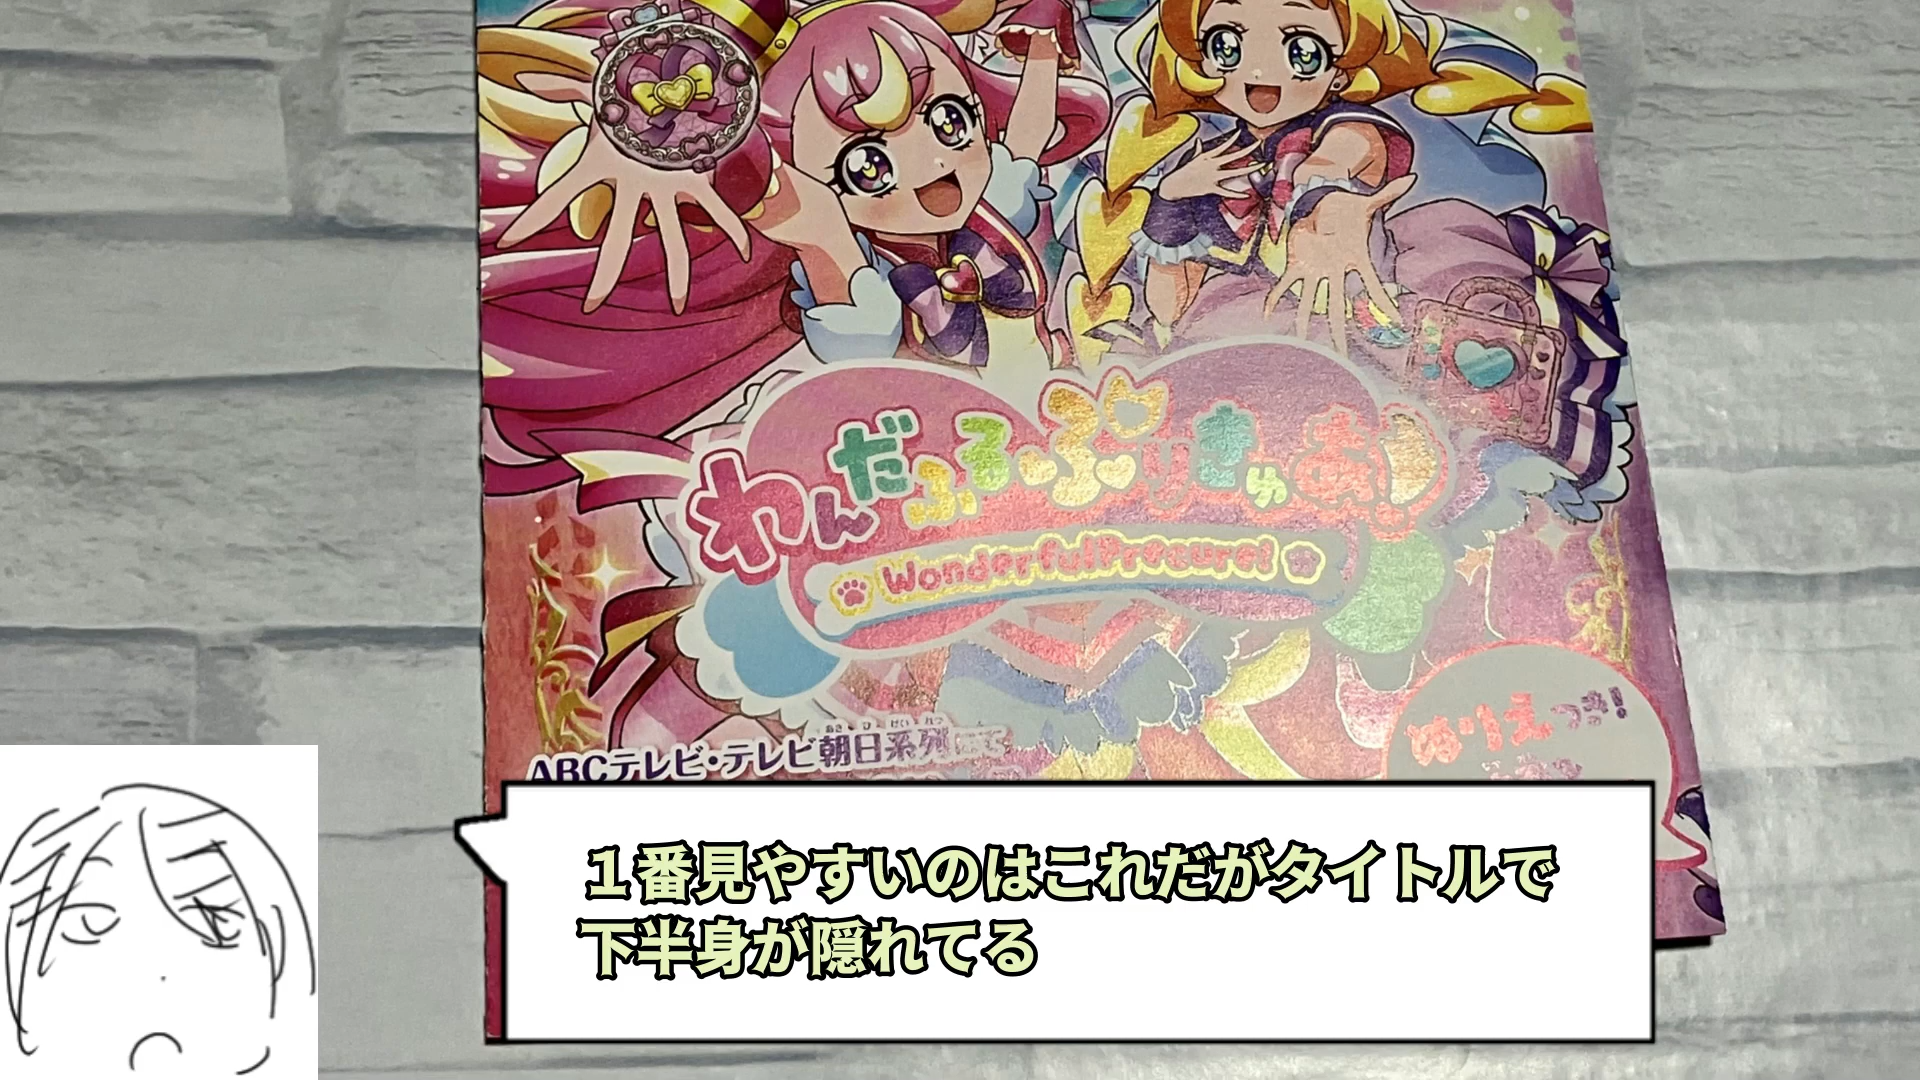 わんだふるぷりきゅあ！
WonderfulPrecure!
ぬりえつき！
ABCテレビ・テレビ朝日系列にて
１番見やすいのはこれだがタイトルで
下半身が隠れてる